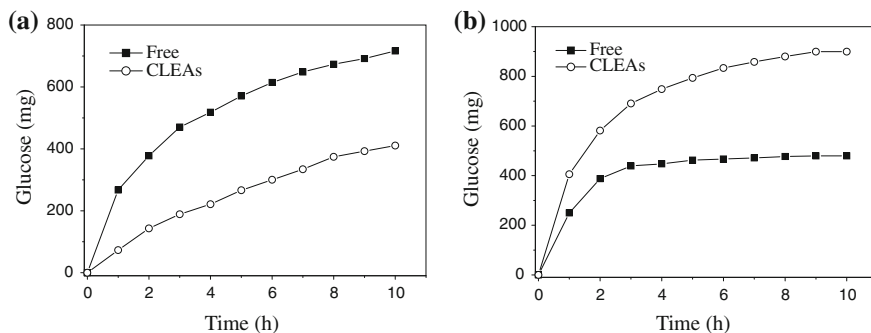 (a)
800
600
400
200
0
Glucose (mg)
Free
CLEAs
0 2 4 6 8 10
Time (h)
(b)
1000
800
600
400
200
0
Glucose (mg)
Free
CLEAs
0 2 4 6 8 10
Time (h)